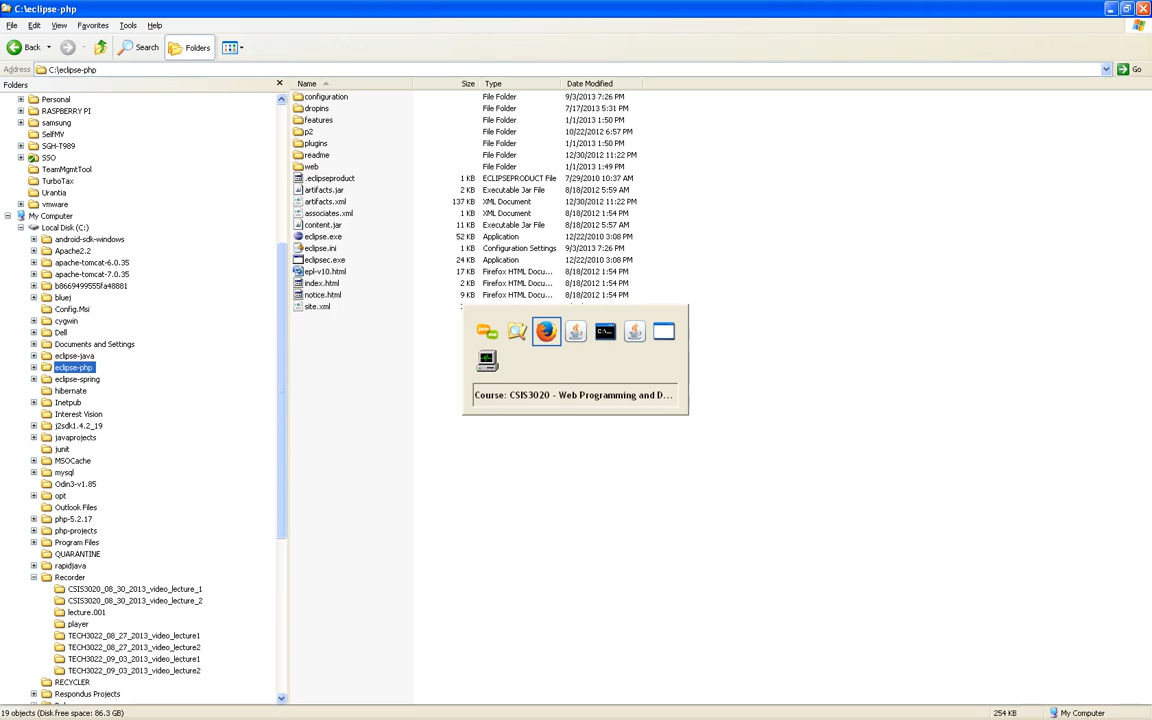 C:\eclipse-php
File Edit View Favorites Tools Help
Back Search Folders
Address C:\eclipse-php Go
Folders
Name Size Type Date Modified
Personal
RASPBERRY PI
samsung
SelfMV
SGH-T989
SSO
TeamMgmtTool
TurboTax
Urantia
vmware
My Computer
Local Disk (C:)
android-sdk-windows
Apache2.2
apache-tomcat-6.0.35
apache-tomcat-7.0.35
b8669499555fa48881
bluej
Config.Msi
cygwin
Dell
Documents and Settings
eclipse-java
eclipse-php
eclipse-spring
hibernate
Inetpub
Interest Vision
j2sdk1.4.2_19
javaprojects
junit
MSOCache
mysql
Odin3-v1.85
opt
Outlook Files
php-5.2.17
php-projects
Program Files
QUARANTINE
rapidjava
Recorder
CSIS3020_08_30_2013_video_lecture_1
CSIS3020_08_30_2013_video_lecture_2
lecture.001
player
TECH3022_08_27_2013_video_lecture1
TECH3022_08_27_2013_video_lecture2
TECH3022_09_03_2013_video_lecture1
TECH3022_09_03_2013_video_lecture2
RECYCLER
Respondus Projects
configuration File Folder 9/3/2013 7:26 PM
dropins File Folder 7/17/2013 5:31 PM
features File Folder 1/1/2013 1:50 PM
p2 File Folder 10/22/2012 6:57 PM
plugins File Folder 1/1/2013 1:50 PM
readme File Folder 12/30/2012 11:22 PM
web File Folder 1/1/2013 1:49 PM
.eclipseproduct 1 KB ECLIPSEPRODUCT File 7/29/2010 10:37 AM
artifacts.jar 2 KB Executable Jar File 8/18/2012 5:59 AM
artifacts.xml 137 KB XML Document 12/30/2012 11:22 PM
associates.xml 1 KB XML Document 8/18/2012 1:54 PM
content.jar 11 KB Executable Jar File 8/18/2012 5:57 AM
eclipse.exe 52 KB Application 12/22/2010 3:08 PM
eclipse.ini 1 KB Configuration Settings 9/3/2013 7:26 PM
eclipsec.exe 24 KB Application 12/22/2010 3:08 PM
epl-v10.html 17 KB Firefox HTML Docu... 8/18/2012 1:54 PM
index.html 2 KB Firefox HTML Docu... 8/18/2012 1:54 PM
notice.html 9 KB Firefox HTML Docu... 8/18/2012 1:54 PM
site.xml
Course: CSIS3020 - Web Programming and D...
19 objects (Disk free space: 86.3 GB) 254 KB My Computer